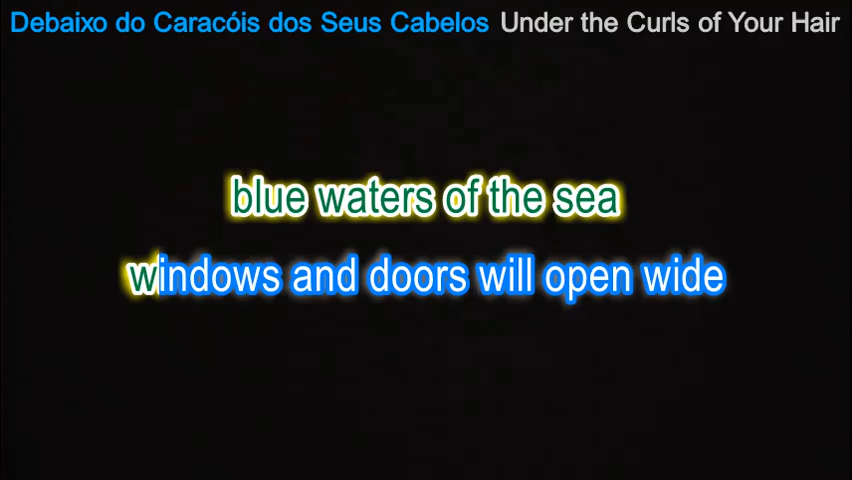 Debaixo do Caracóis dos Seus Cabelos Under the Curls of Your Hair
blue waters of the sea
windows and doors will open wide